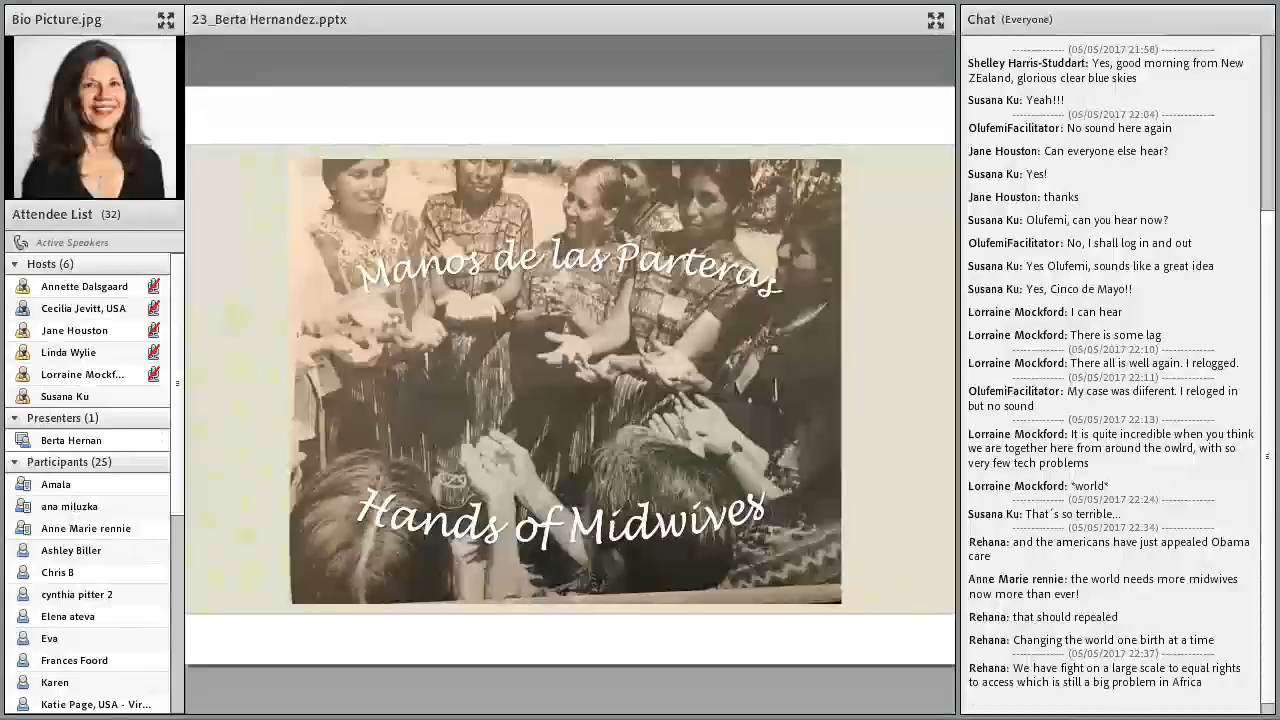 Bio Picture.jpg
Attendee List (32)
Active Speakers
Hosts (6)
Annette Dalsgaard
Cecilia Jevitt, USA
Jane Houston
Linda Wylie
Lorraine Mockf...
Susana Ku
Presenters (1)
Berta Hernan
Participants (25)
Amala
ana miluzka
Anne Marie rennie
Ashley Biller
Chris B
cynthia pitter 2
Elena ateva
Eva
Frances Foord
Karen
Katie Page, USA - Vir...
23_Berta Hernandez.pptx
Manos de las Parteras
Hands of Midwives
Chat (Everyone)
------------ (05/05/2017 21:58) ------------
Shelley Harris-Studdart: Yes, good morning from New
ZEaland, glorious clear blue skies
Susana Ku: Yeah!!!
------------ (05/05/2017 22:04) ------------
OlufemiFacilitator: No sound here again
Jane Houston: Can everyone else hear?
Susana Ku: Yes!
Jane Houston: thanks
Susana Ku: Olufemi, can you hear now?
OlufemiFacilitator: No, I shall log in and out
Susana Ku: Yes Olufemi, sounds like a great idea
Susana Ku: Yes, Cinco de Mayo!!
Lorraine Mockford: I can hear
Lorraine Mockford: There is some lag
------------ (05/05/2017 22:10) ------------
Lorraine Mockford: There all is well again. I relogged.
------------ (05/05/2017 22:11) ------------
OlufemiFacilitator: My case was diiferent. I reloged in
but no sound
------------ (05/05/2017 22:13) ------------
Lorraine Mockford: It is quite incredible when you think
we are together here from around the owlrd, with so
very few tech problems
Lorraine Mockford: *world*
------------ (05/05/2017 22:24) ------------
Susana Ku: That´s so terrible...
------------ (05/05/2017 22:34) ------------
Rehana: and the americans have just appealed Obama
care
Anne Marie rennie: the world needs more midwives
now more than ever!
Rehana: that should repealed
Rehana: Changing the world one birth at a time
------------ (05/05/2017 22:37) ------------
Rehana: We have fight on a large scale to equal rights
to access which is still a big problem in Africa